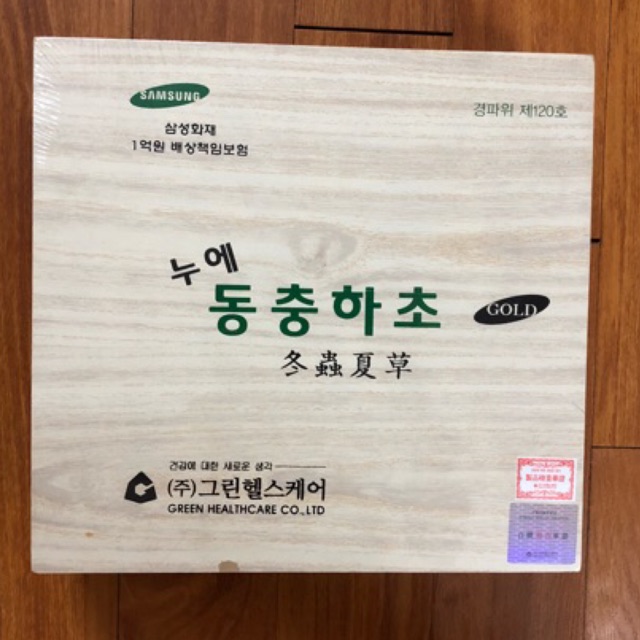 SAMSUNG
삼성화재
1억원 배상책임보험
경파위 제120호
누에
동충하초
GOLD
冬蟲夏草
건강에 대한 새로운 생각
(주)그린헬스케어
GREEN HEALTHCARE CO.,LTD